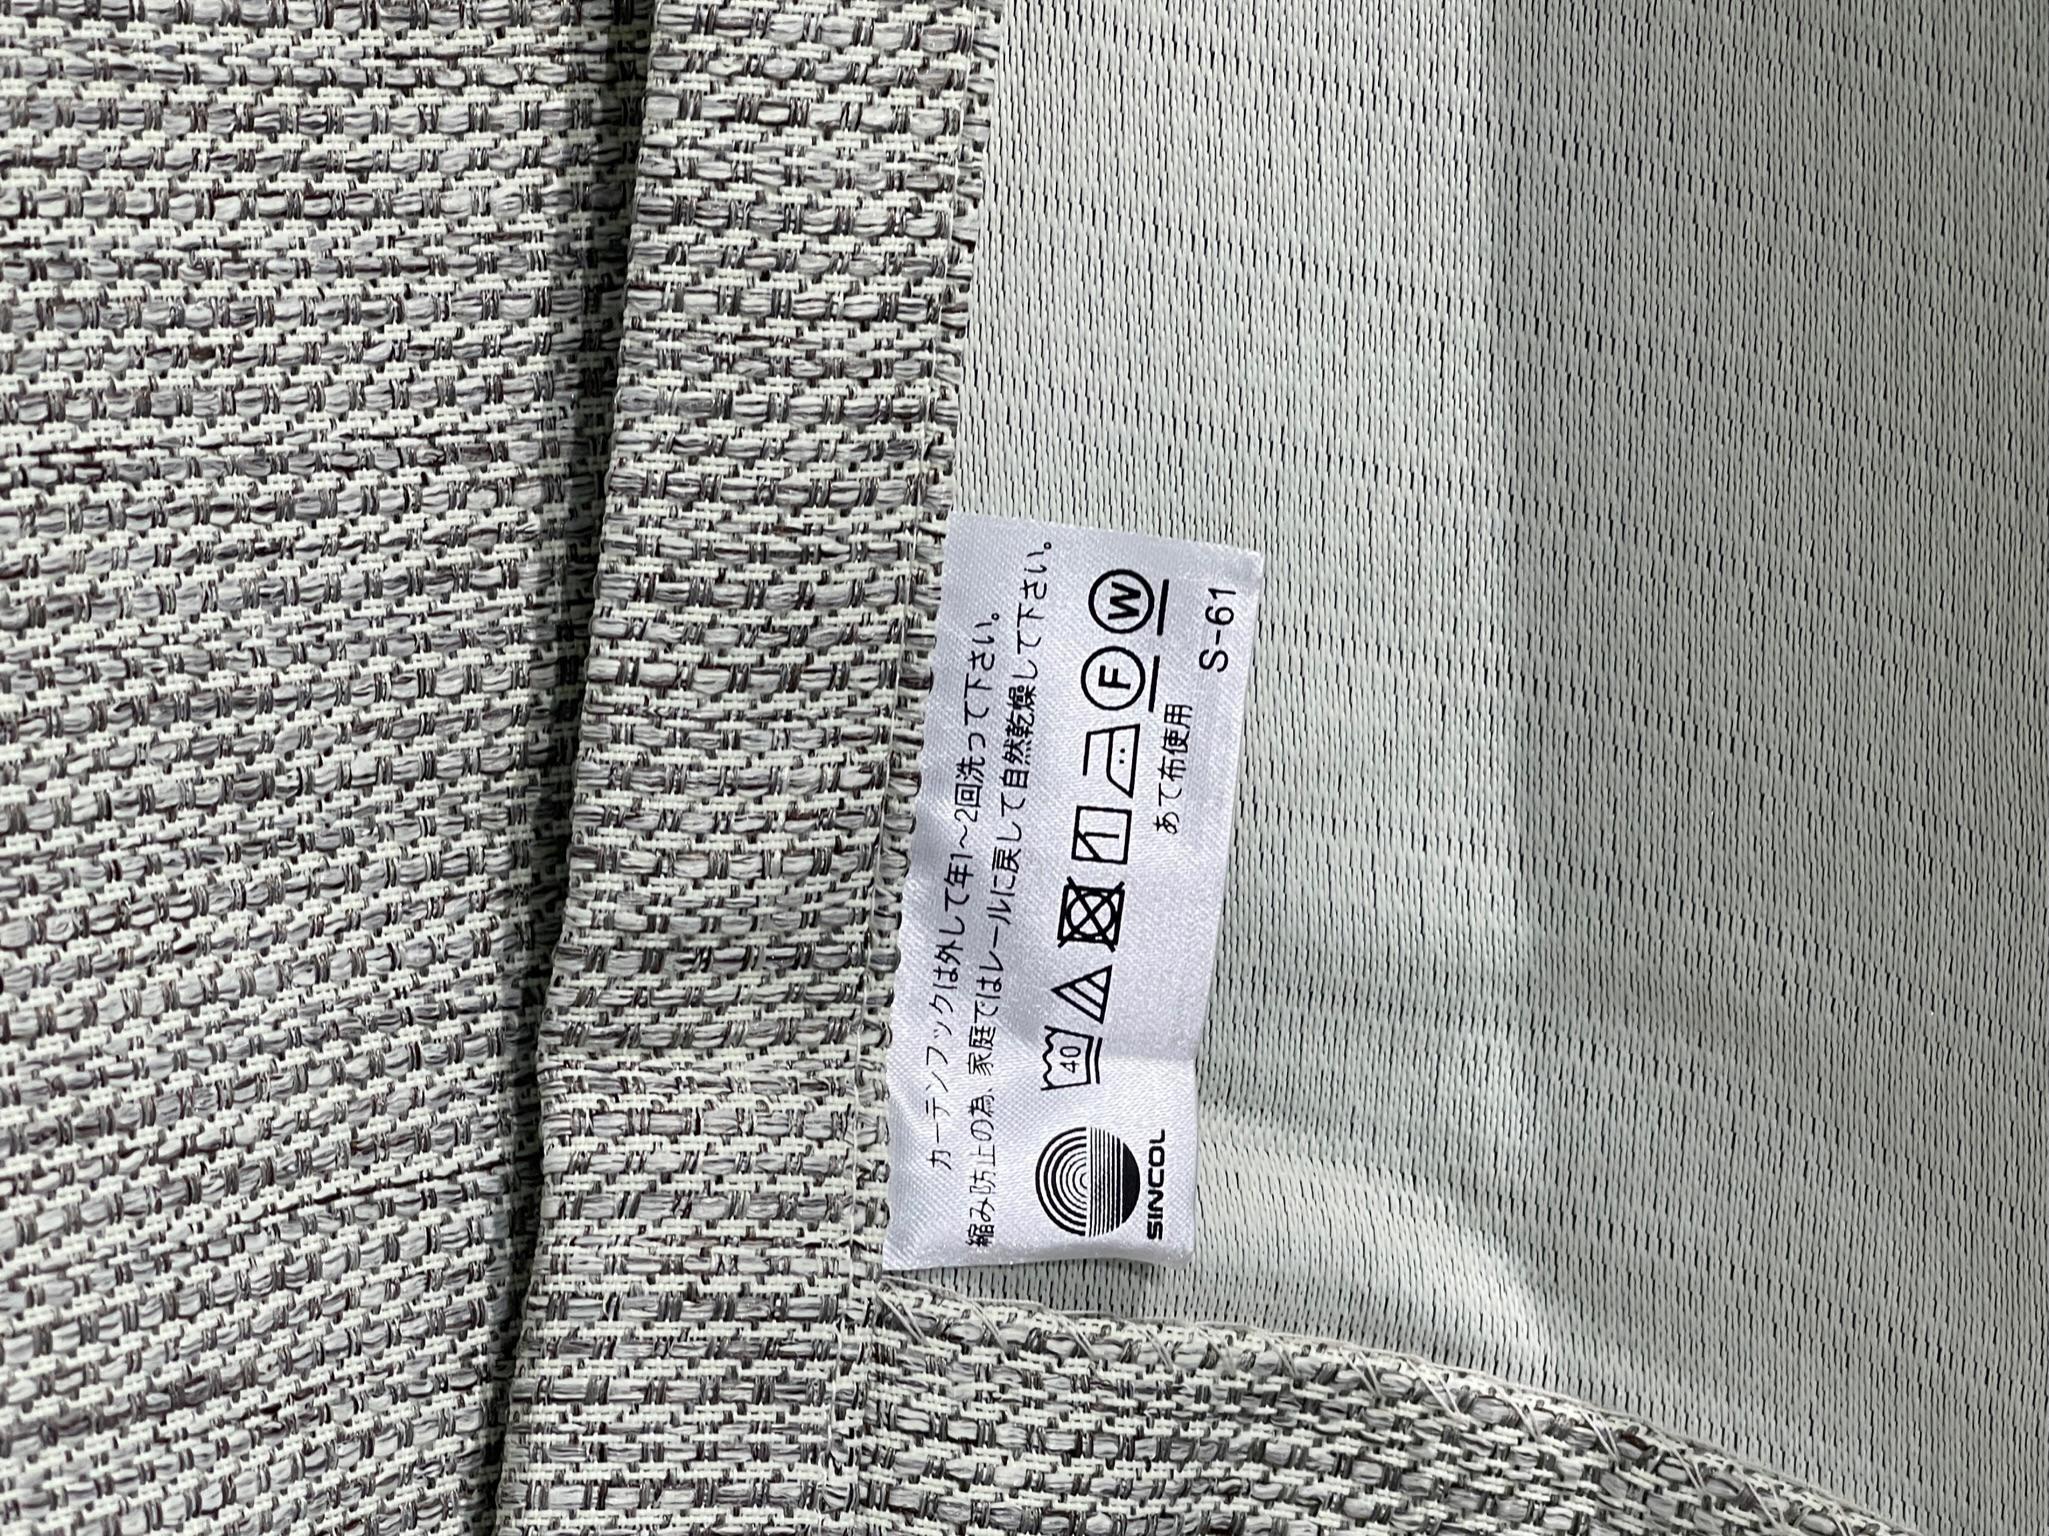 カーテンフックは外して年1～2回洗って下さい。
縮み防止の為、家庭ではレールに戻して自然乾燥して下さい。
40
F
W
あて布使用
SINCOL
S-61